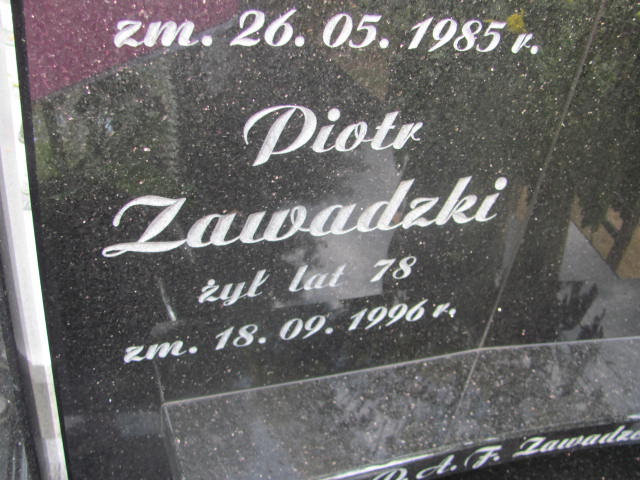 zm. 26. 05. 1985 r.
Piotr
Zawadzki
żył lat 78
zm. 18. 09. 1996 r.
A. F.